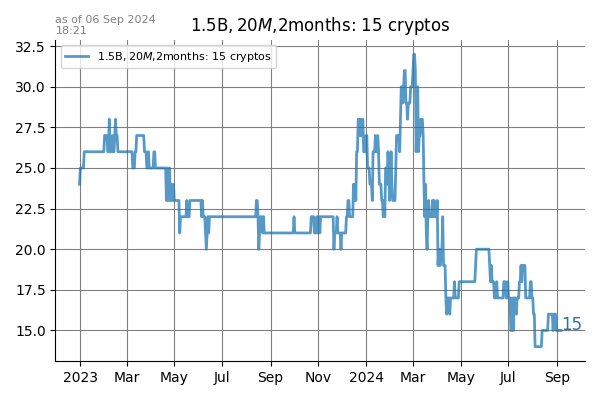 as of 06 Sep 2024
18:21
1.5B, 20M,2months: 15 cryptos
1.5B, 20M,2months: 15 cryptos
32.5
30.0
27.5
25.0
22.5
20.0
17.5
15.0
15
2023 Mar May Jul Sep Nov 2024 Mar May Jul Sep